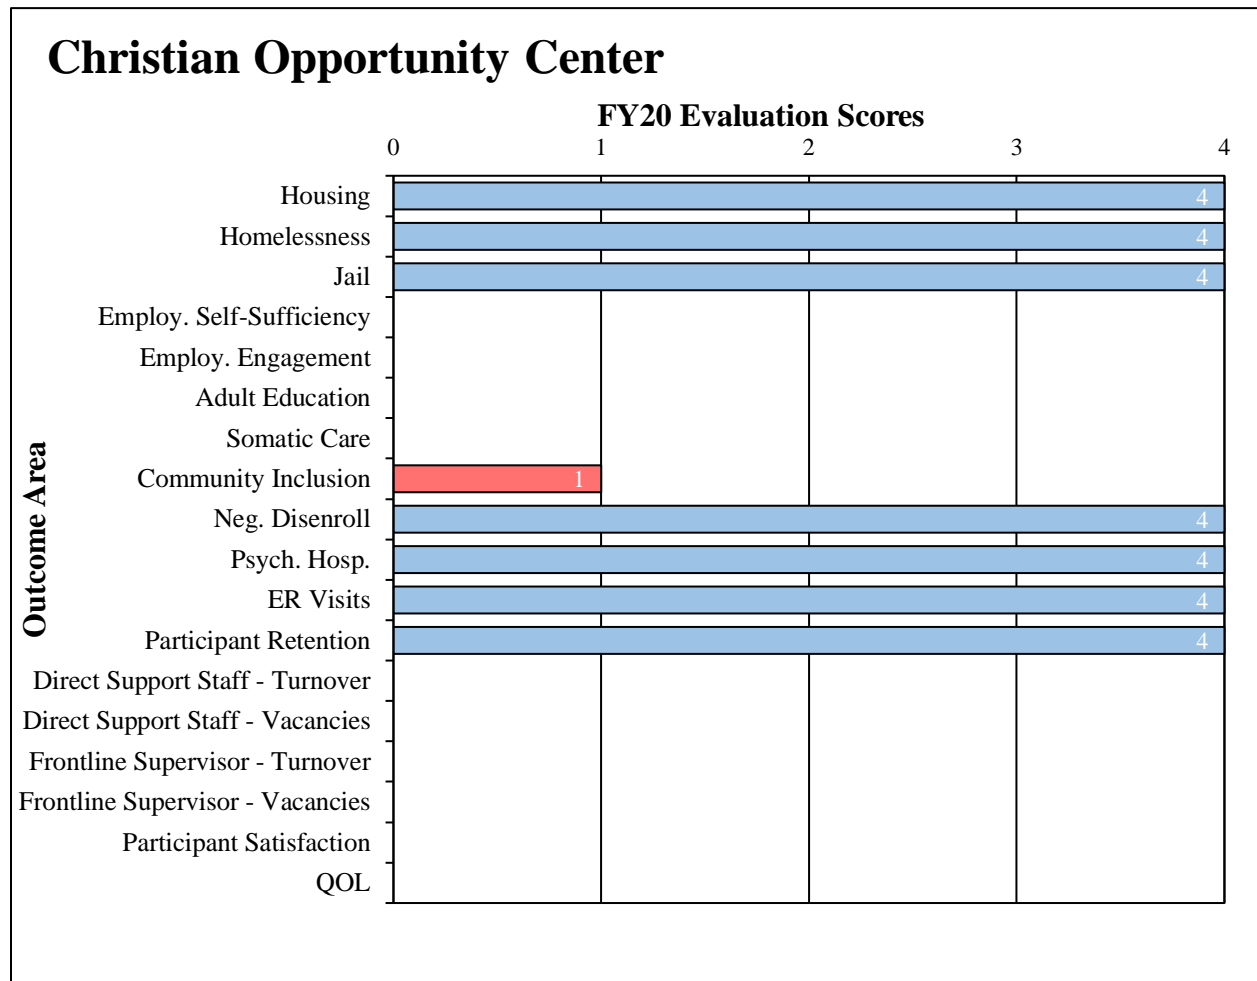 Christian Opportunity Center
FY20 Evaluation Scores
0 1 2 3 4
Housing 4
Homelessness 4
Jail 4
Employ. Self-Sufficiency
Employ. Engagement
Adult Education
Somatic Care
Community Inclusion 1
Neg. Disenroll 4
Psych. Hosp. 4
ER Visits 4
Participant Retention 4
Direct Support Staff - Turnover
Direct Support Staff - Vacancies
Frontline Supervisor - Turnover
Frontline Supervisor - Vacancies
Participant Satisfaction
QOL
Outcome Area